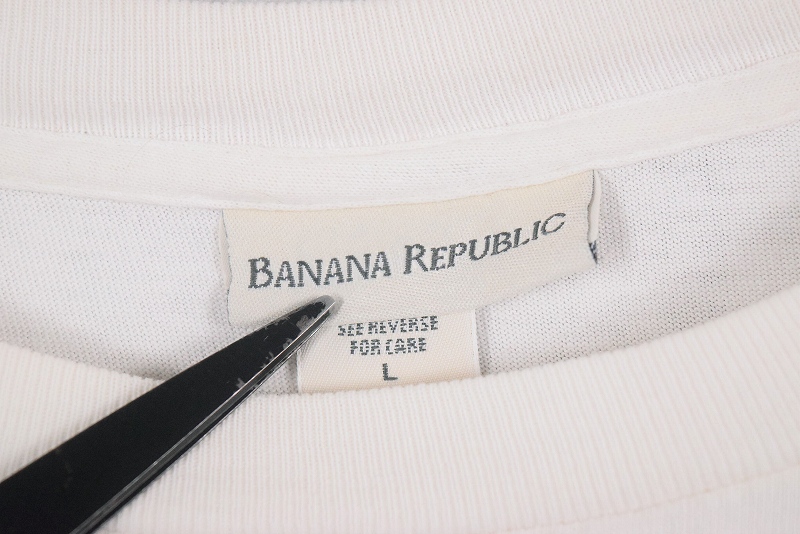 BANANA REPUBLIC
SEE REVERSE
FOR CARE
L